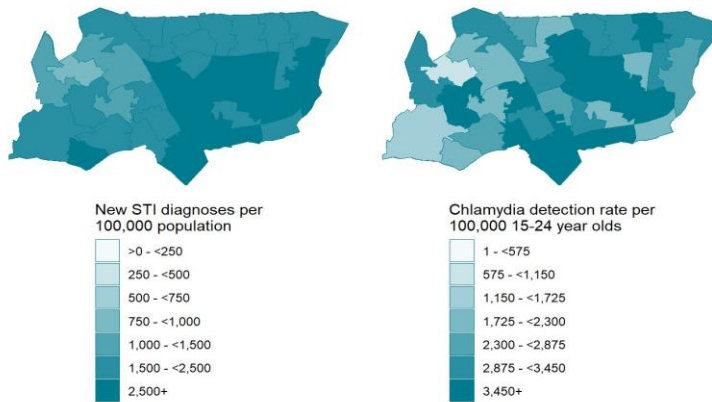 New STI diagnoses per
100,000 population
>0 - <250
250 - <500
500 - <750
750 - <1,000
1,000 - <1,500
1,500 - <2,500
2,500+
Chlamydia detection rate per
100,000 15-24 year olds
1 - <575
575 - <1,150
1,150 - <1,725
1,725 - <2,300
2,300 - <2,875
2,875 - <3,450
3,450+